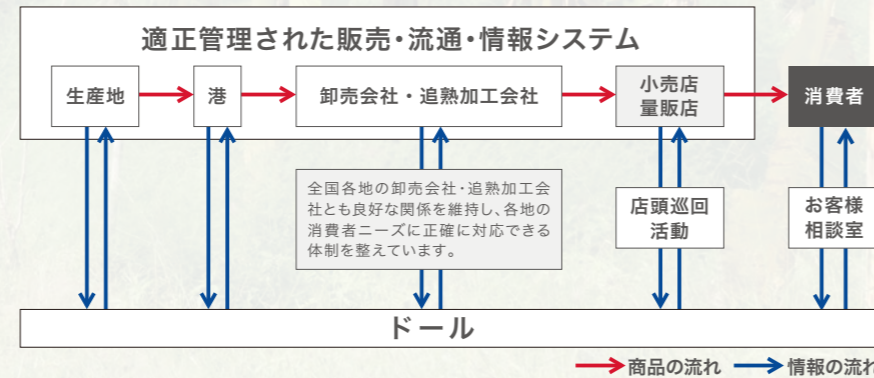 適正管理された販売・流通・情報システム
生産地
港
卸売会社・追熟加工会社
小売店
量販店
消費者
全国各地の卸売会社・追熟加工会
社とも良好な関係を維持し、各地の
消費者ニーズに正確に対応できる
体制を整えています。
店頭巡回
活動
お客様
相談室
ドール
商品の流れ
情報の流れ